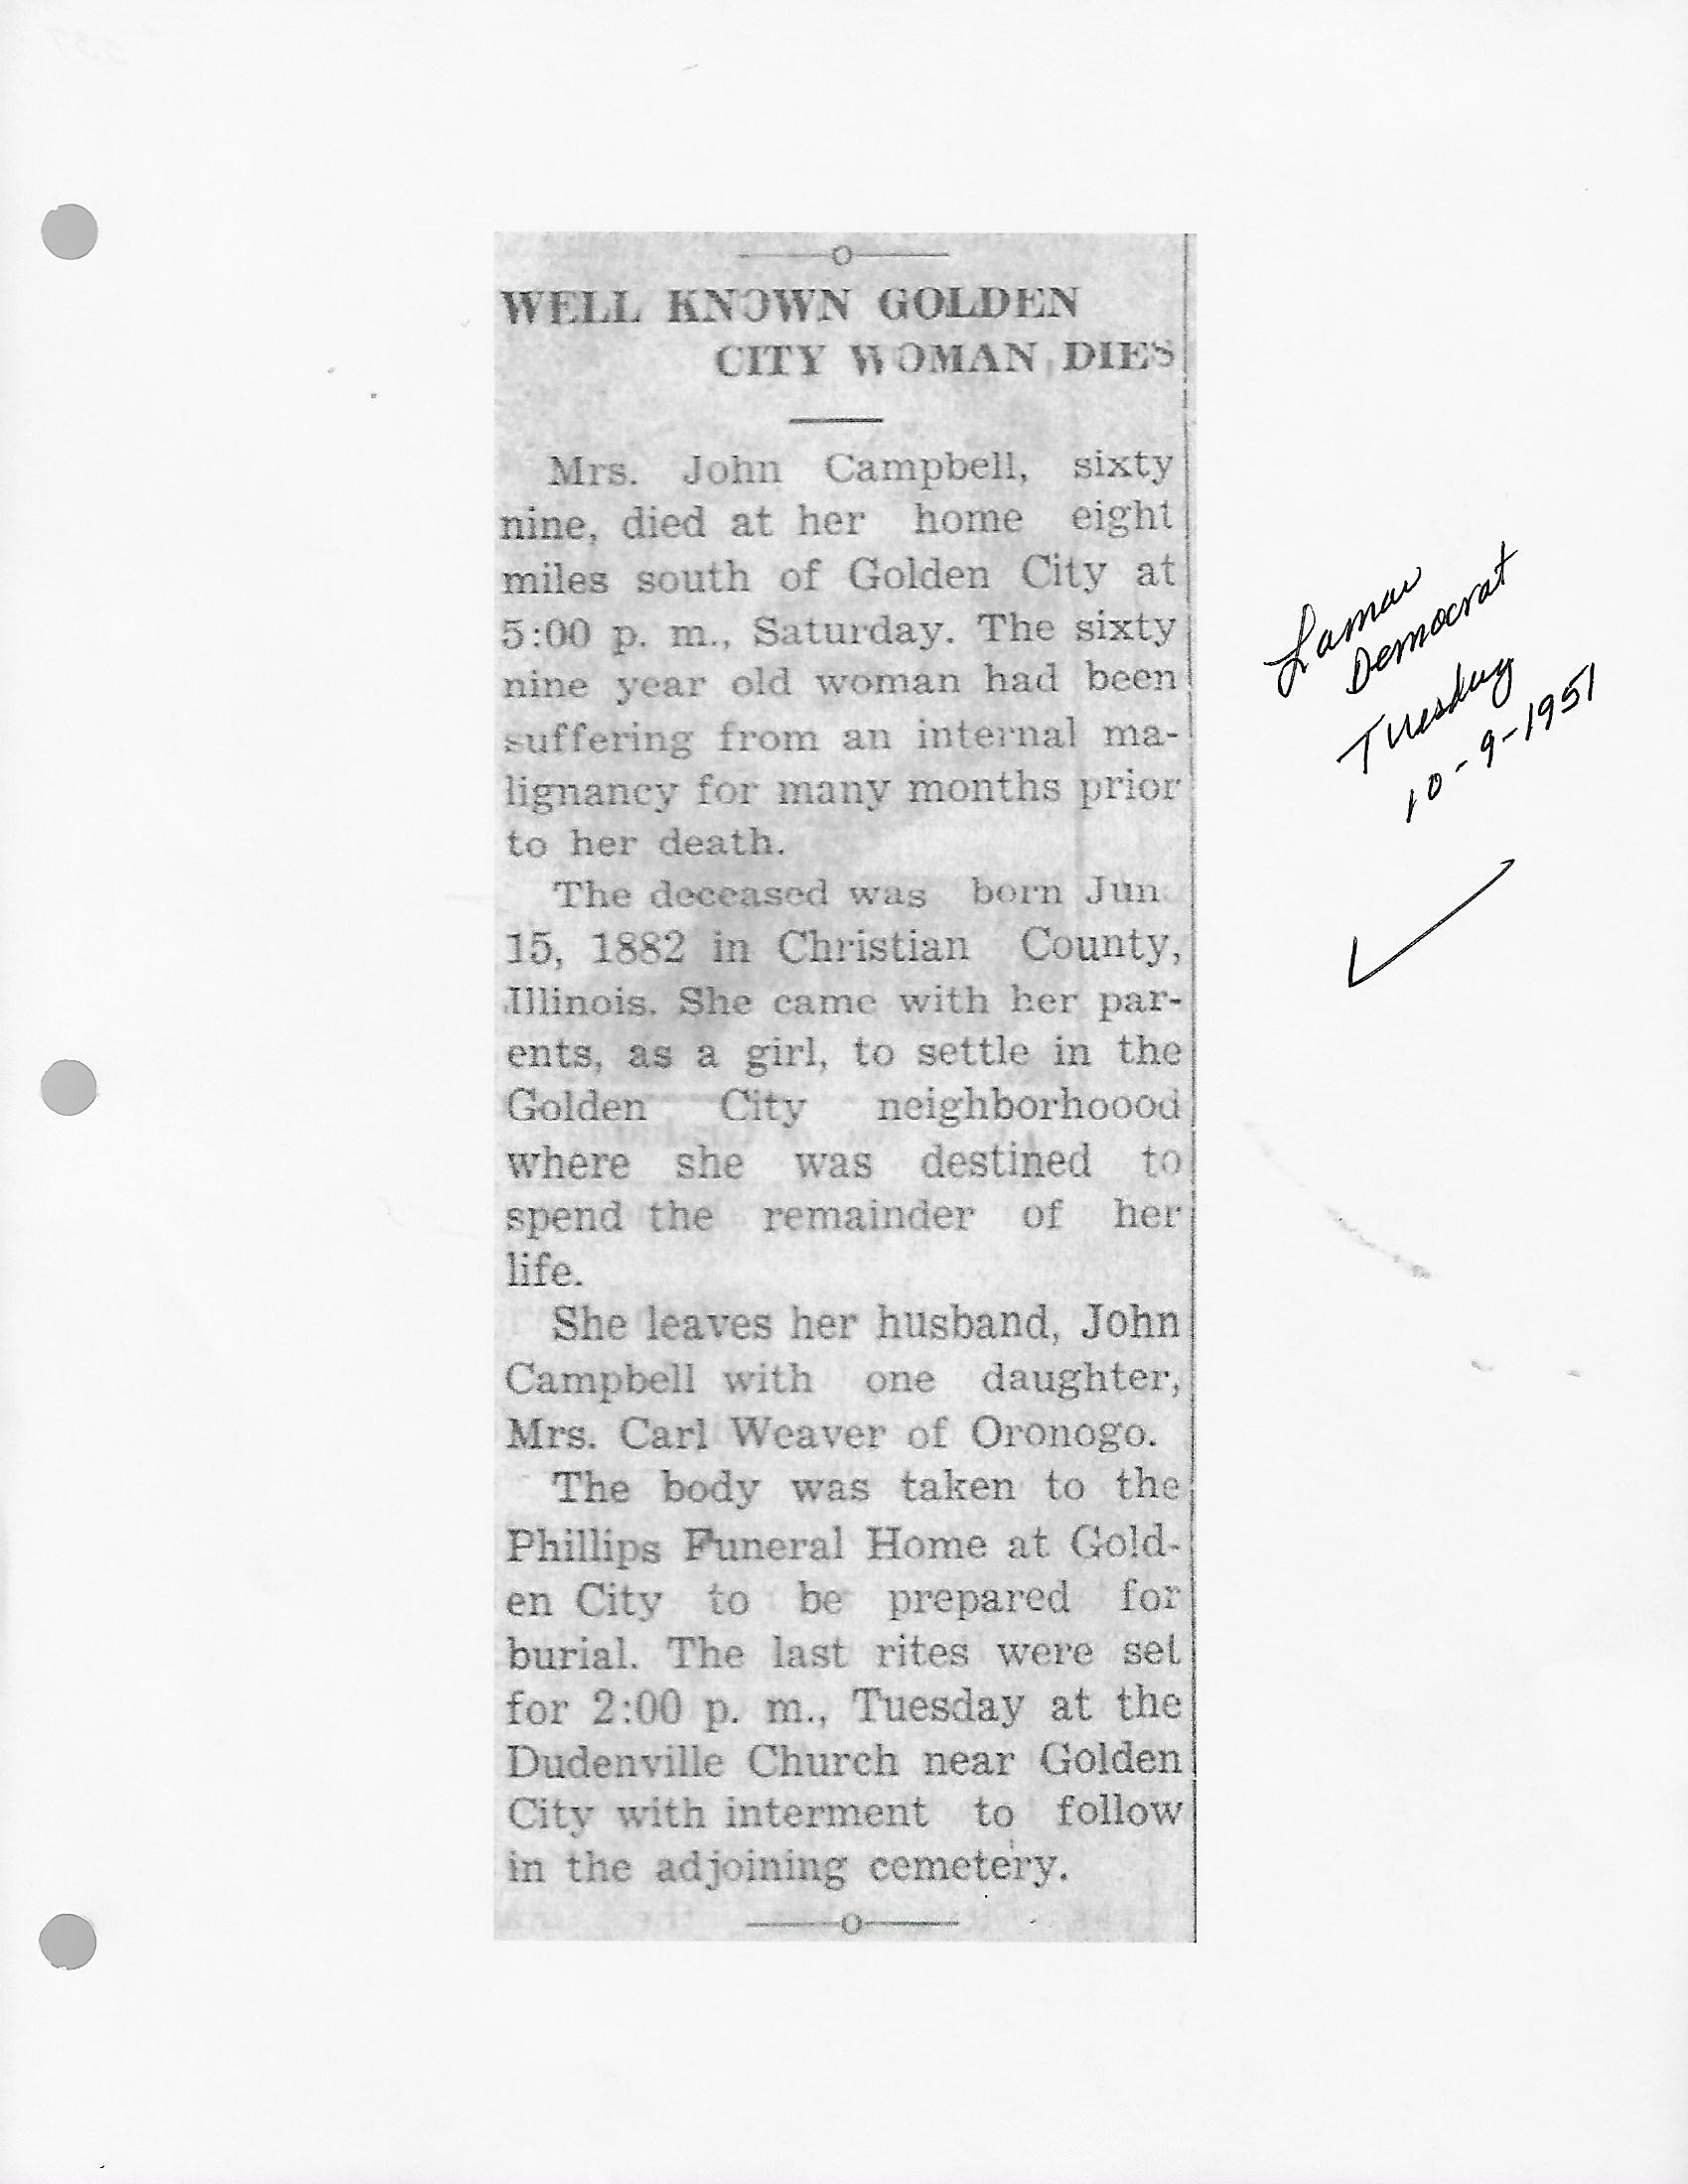 WELL KNOWN GOLDEN
CITY WOMAN DIES
Mrs. John Campbell, sixty
nine, died at her home eight
miles south of Golden City at
5:00 p. m., Saturday. The sixty
nine year old woman had been
suffering from an internal ma-
lignancy for many months prior
to her death.
The deceased was born Jun
15, 1882 in Christian County,
Illinois. She came with her par-
ents, as a girl, to settle in the
Golden City neighborhoood
where she was destined to
spend the remainder of her
life.
She leaves her husband, John
Campbell with one daughter,
Mrs. Carl Weaver of Oronogo.
The body was taken to the
Phillips Funeral Home at Gold-
en City to be prepared for
burial. The last rites were set
for 2:00 p. m., Tuesday at the
Dudenville Church near Golden
City with interment to follow
in the adjoining cemetery.
Lamar
Democrat
Tuesday
10-9-1951